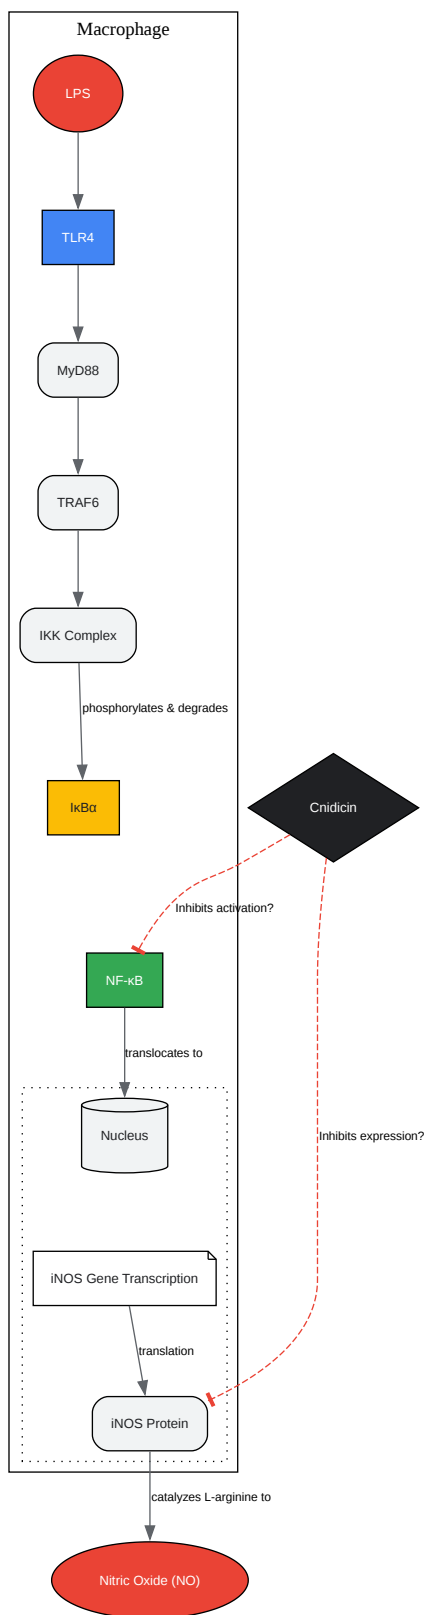 Macrophage
LPS
TLR4
MyD88
TRAF6
IKK Complex
phosphorylates & degrades
IκBα
Cnidicin
Inhibits activation?
NF-κB
translocates to
Nucleus
Inhibits expression?
iNOS Gene Transcription
translation
iNOS Protein
catalyzes L-arginine to
Nitric Oxide (NO)